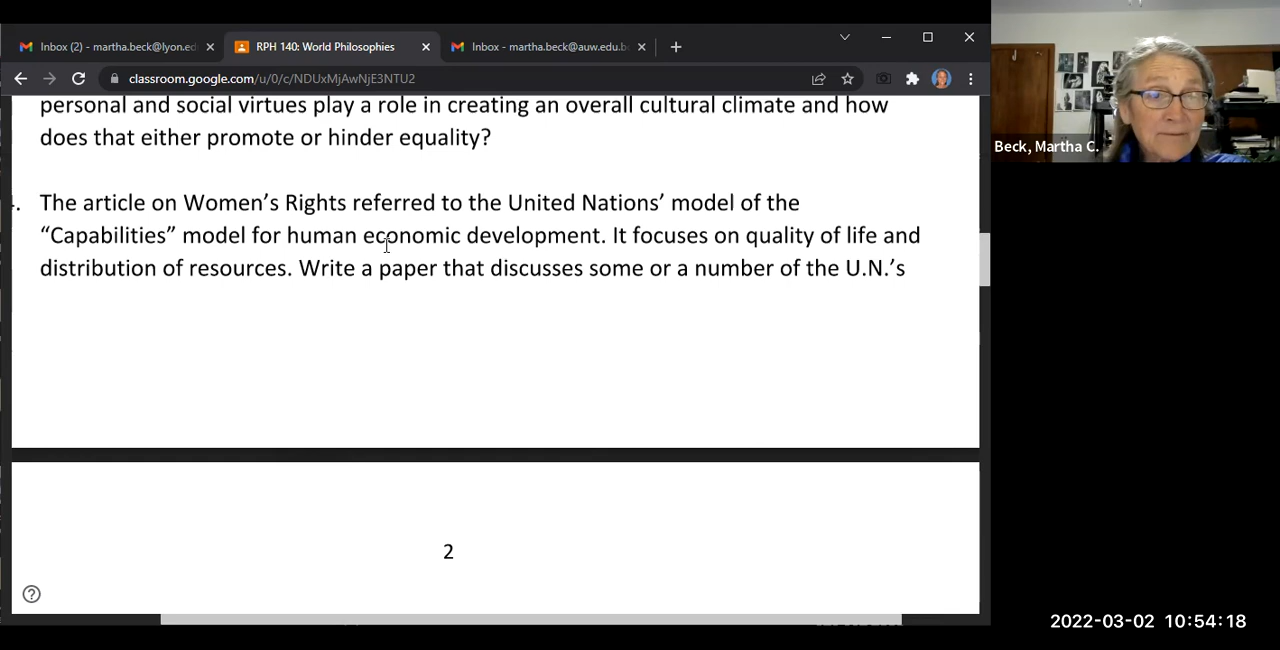 Inbox (2) - martha.beck@lyon.ed
RPH 140: World Philosophies
Inbox - martha.beck@auw.edu.b
classroom.google.com/u/0/c/NDUxMjAwNjE3NTU2
personal and social virtues play a role in creating an overall cultural climate and how
does that either promote or hinder equality?
. The article on Women's Rights referred to the United Nations' model of the
“Capabilities” model for human economic development. It focuses on quality of life and
distribution of resources. Write a paper that discusses some or a number of the U.N.'s
2
Beck, Martha C.
2022-03-02 10:54:18